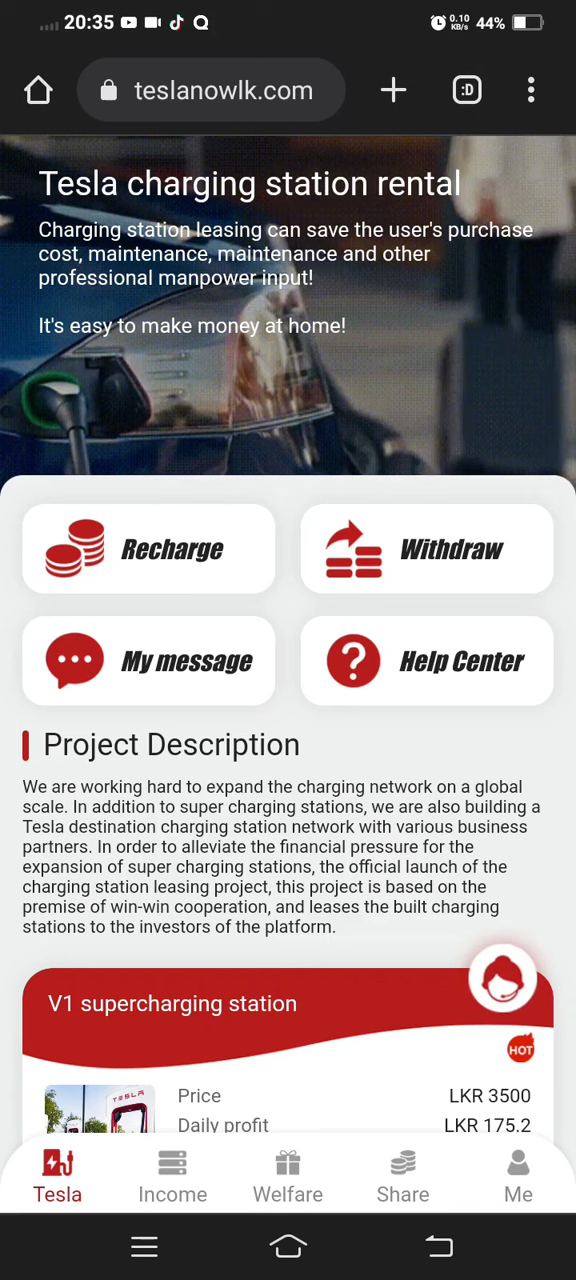 20:35
0.10
KB/s
44%
teslanowlk.com
:D
Tesla charging station rental
Charging station leasing can save the user's purchase
cost, maintenance, maintenance and other
professional manpower input!
It's easy to make money at home!
Recharge
Withdraw
My message
Help Center
Project Description
We are working hard to expand the charging network on a global
scale. In addition to super charging stations, we are also building a
Tesla destination charging station network with various business
partners. In order to alleviate the financial pressure for the
expansion of super charging stations, the official launch of the
charging station leasing project, this project is based on the
premise of win-win cooperation, and leases the built charging
stations to the investors of the platform.
V1 supercharging station
HOT
TESLA
Price LKR 3500
Daily profit LKR 175.2
Tesla Income Welfare Share Me